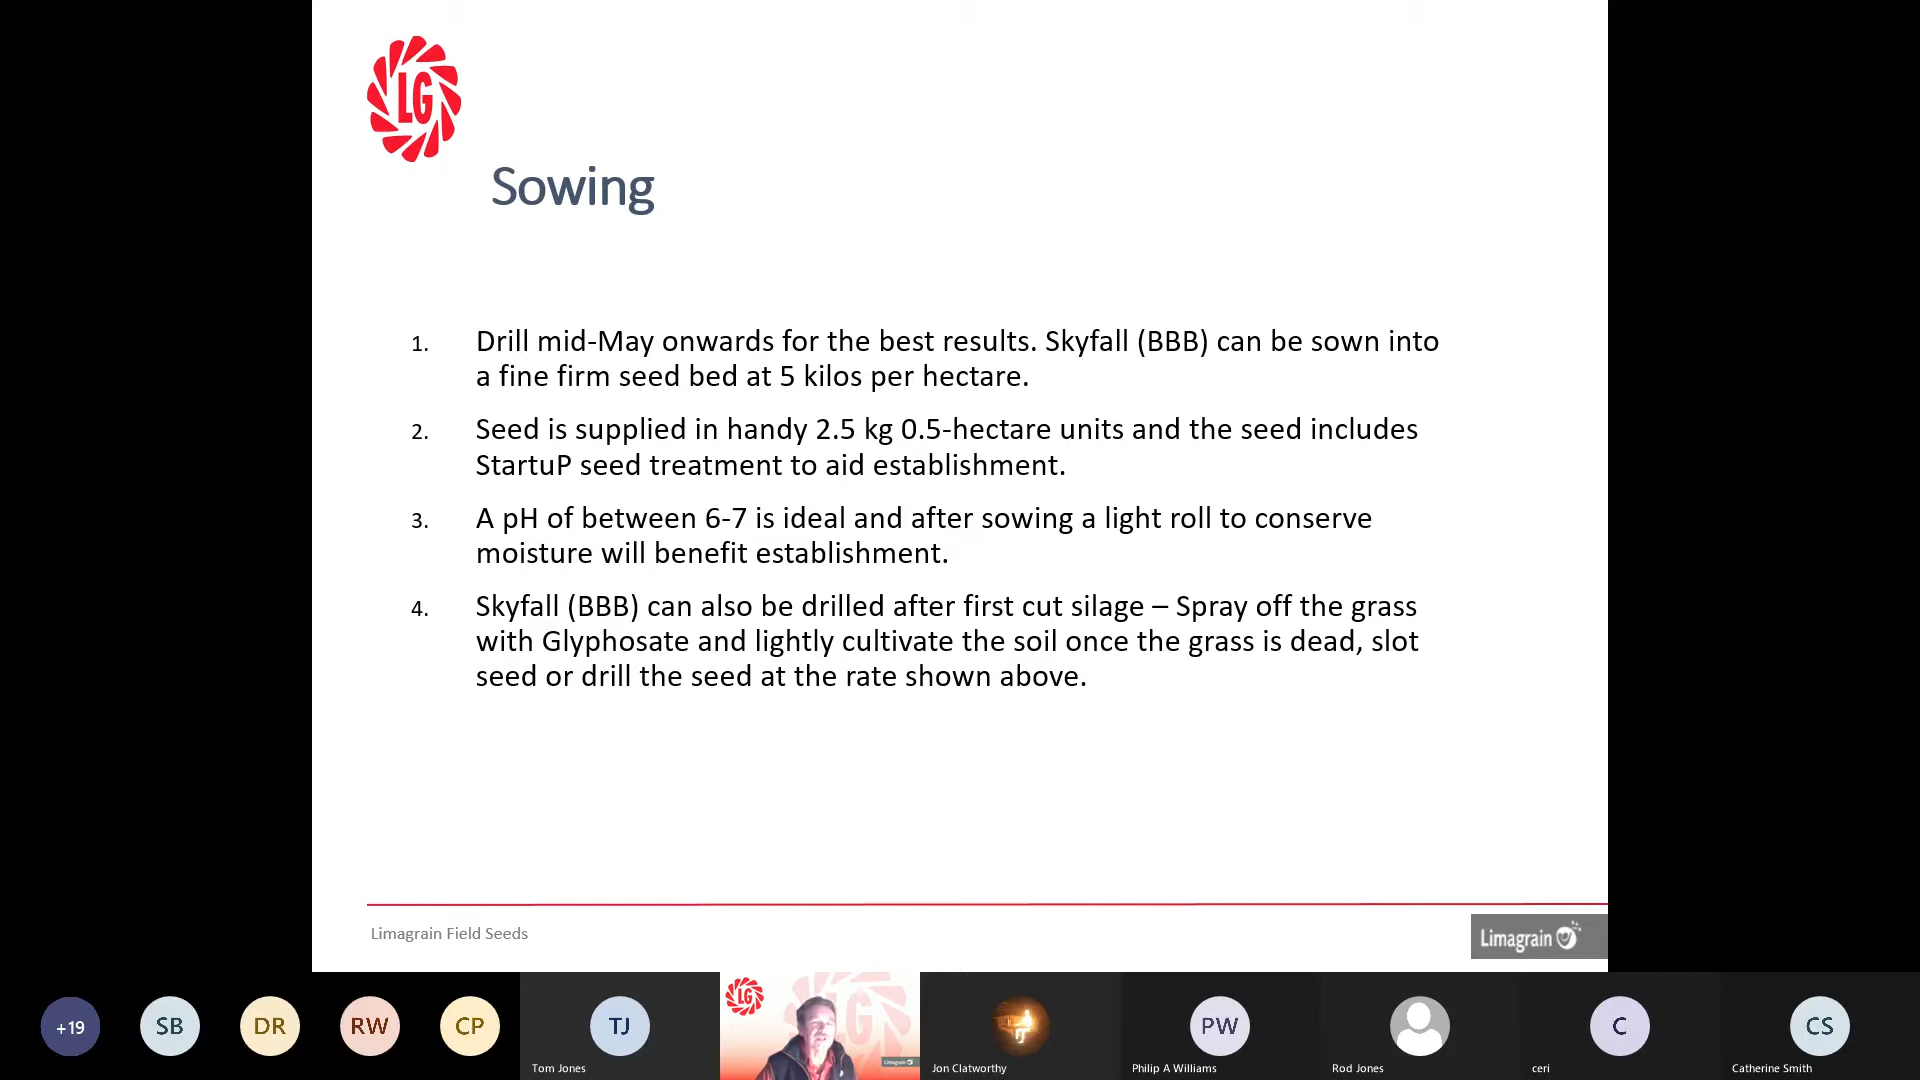 LG
Sowing
1. Drill mid-May onwards for the best results. Skyfall (BBB) can be sown into
a fine firm seed bed at 5 kilos per hectare.
2. Seed is supplied in handy 2.5 kg 0.5-hectare units and the seed includes
StartuP seed treatment to aid establishment.
3. A pH of between 6-7 is ideal and after sowing a light roll to conserve
moisture will benefit establishment.
4. Skyfall (BBB) can also be drilled after first cut silage – Spray off the grass
with Glyphosate and lightly cultivate the soil once the grass is dead, slot
seed or drill the seed at the rate shown above.
Limagrain Field Seeds
Limagrain
+19
SB
DR
RW
CP
TJ
Tom Jones
LG
LG
Limagrain
Jon Clatworthy
PW
Philip A Williams
Rod Jones
C
ceri
CS
Catherine Smith